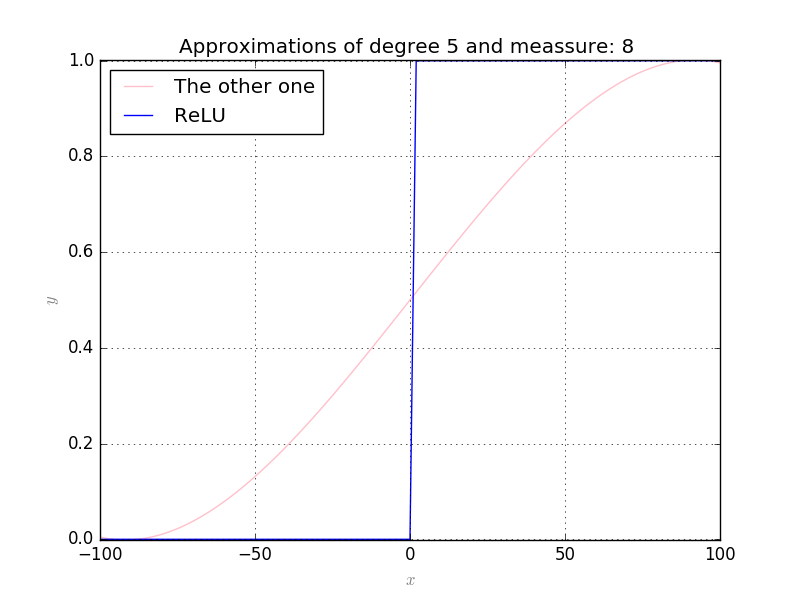 Approximations of degree 5 and meassure: 8
The other one
ReLU
1.0
0.8
0.6
0.4
0.2
0.0
y
−100
−50
0
50
100
x